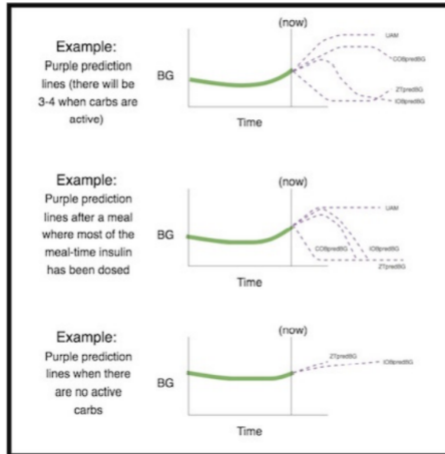 Example:
Purple prediction
lines (there will be
3-4 when carbs are
active)
BG
(now)
UAM
COBpredBG
ZTpredBG
IOBpredBG
Time
Example:
Purple prediction
lines after a meal
where most of the
meal-time insulin
has been dosed
BG
(now)
UAM
COBpredBG
IOBpredBG
ZTpredBG
Time
Example:
Purple prediction
lines when there
are no active
carbs
BG
(now)
ZTpredBG
IOBpredBG
Time